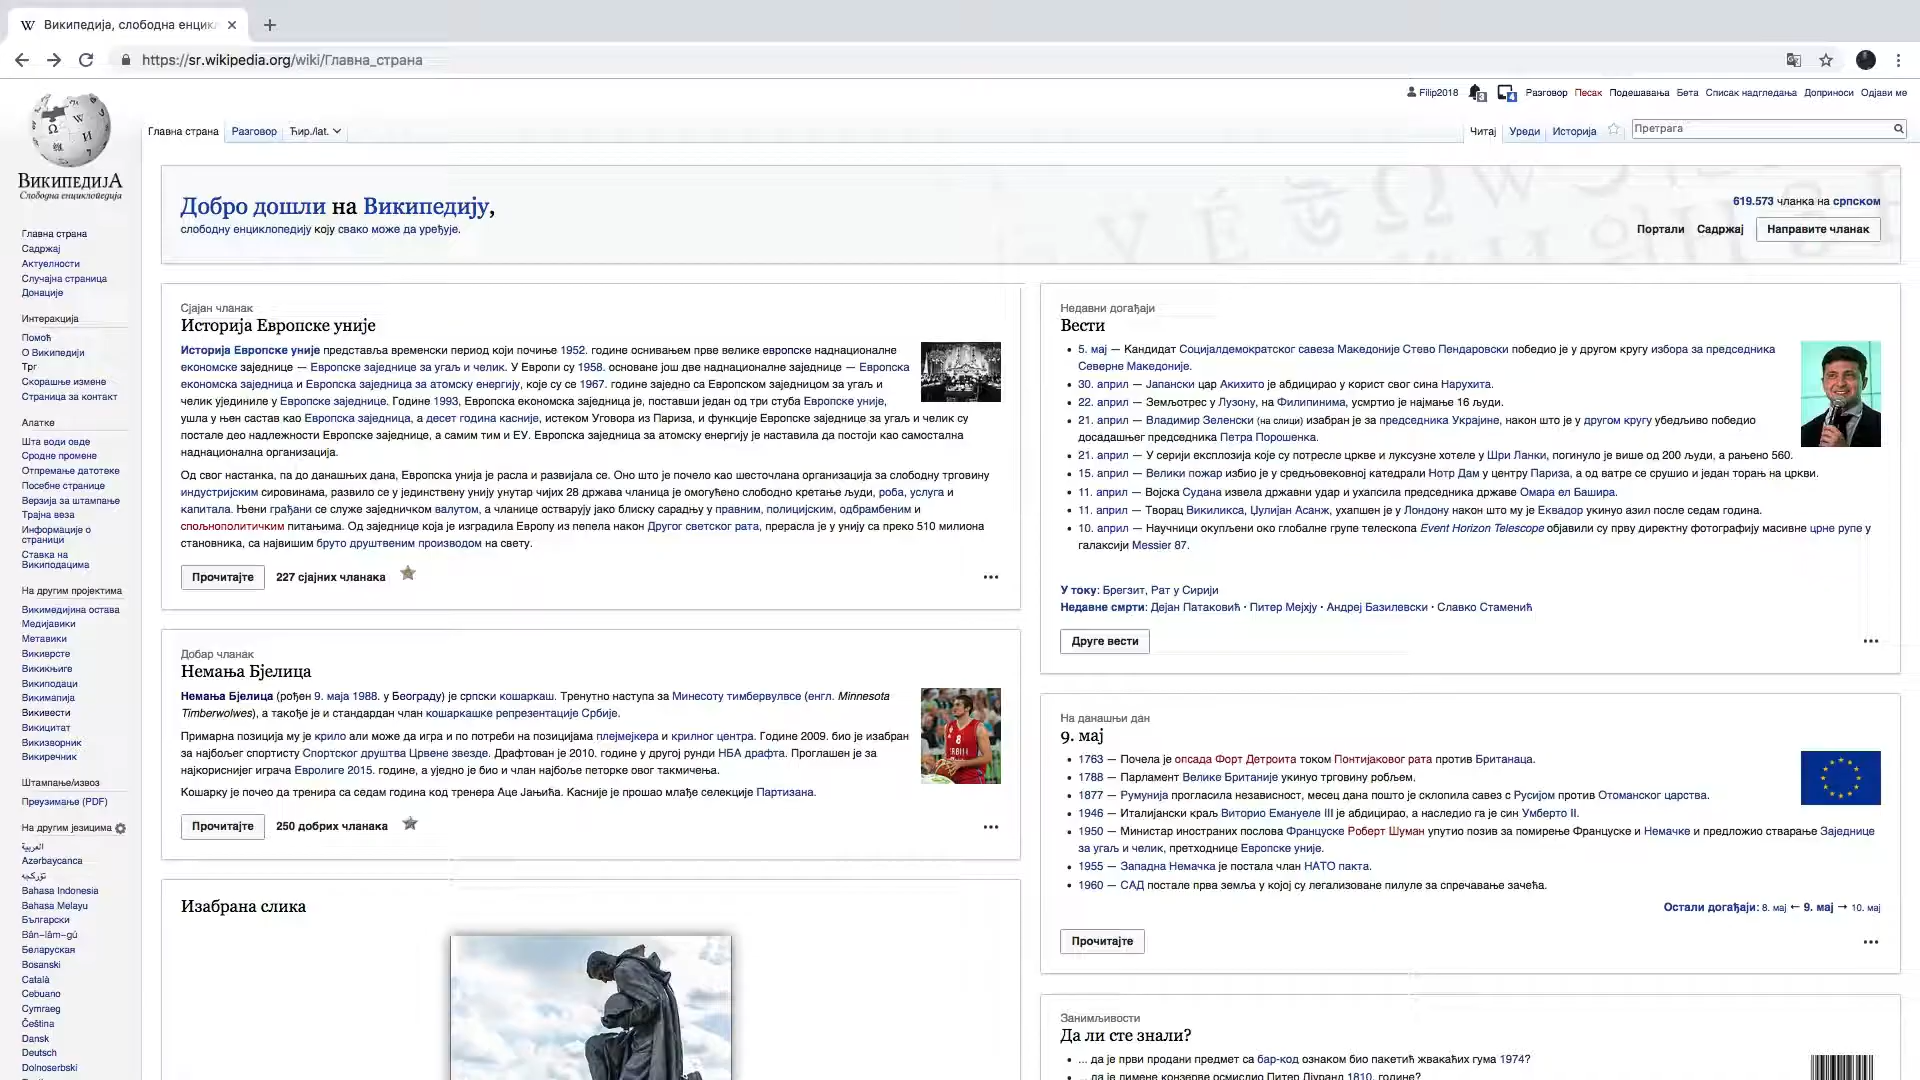 Википедија, слободна енцикл
https://sr.wikipedia.org/wiki/Главна_страна
Filip2018
Разговор Песак Подешавања Бета Списак надгледања Доприноси Одјави ме
Главна страна Разговор Ћир./lat.
Читај Уреди Историја Претрага
ВикипедијА
Слободна енциклопедија
Главна страна
Садржај
Актуелности
Случајна страница
Донације
Интеракција
Помоћ
О Википедији
Трг
Скорашње измене
Страница за контакт
Алатке
Шта води овде
Сродне промене
Отпремање датотеке
Посебне странице
Верзија за штампање
Трајна веза
Информације о
страници
Ставка на
Википодацима
На другим пројектима
Викимедијина остава
Медијавики
Метавики
Викиврсте
Викикњиге
Википодаци
Викимапија
Викивести
Викицитат
Викизворник
Викиречник
Штампање/извоз
Преузимање (PDF)
На другим језицима
العربية
Azərbaycanca
تۆرکجه
Bahasa Indonesia
Bahasa Melayu
Български
Bân-lâm-gú
Беларуская
Bosanski
Català
Cebuano
Cymraeg
Čeština
Dansk
Deutsch
Dolnoserbski
Добро дошли на Википедију,
слободну енциклопедију коју свако може да уређује.
619.573 чланка на српском
Портали Садржај Направите чланак
Сјајан чланак
Историја Европске уније
Историја Европске уније представља временски период који почиње 1952. године оснивањем прве велике европске наднационалне
економске заједнице — Европске заједнице за угаљ и челик. У Европи су 1958. основане још две наднационалне заједнице — Европска
економска заједница и Европска заједница за атомску енергију, које су се 1967. године заједно са Европском заједницом за угаљ и
челик ујединиле у Европске заједнице. Године 1993, Европска економска заједница је, поставши један од три стуба Европске уније,
ушла у њен састав као Европска заједница, а десет година касније, истеком Уговора из Париза, и функције Европске заједнице за угаљ и челик су
постале део надлежности Европске заједнице, а самим тим и ЕУ. Европска заједница за атомску енергију је наставила да постоји као самостална
наднационална организација.
Од свог настанка, па до данашњих дана, Европска унија је расла и развијала се. Оно што је почело као шесточлана организација за слободну трговину
индустријским сировинама, развило се у јединствену унију унутар чијих 28 држава чланица је омогућено слободно кретање људи, роба, услуга и
капитала. Њени грађани се служе заједничком валутом, а чланице остварују јако блиску сарадњу у правним, полицијским, одбрамбеним и
спољнополитичким питањима. Од заједнице која је изградила Европу из пепела након Другог светског рата, прерасла је у унију са преко 510 милиона
становника, са највишим бруто друштвеним производом на свету.
Прочитајте 227 сјајних чланака
Добар чланак
Немања Бјелица
Немања Бјелица (рођен 9. маја 1988. у Београду) је српски кошаркаш. Тренутно наступа за Минесоту тимбервулвсе (енгл. Minnesota
Timberwolwes), а такође је и стандардан члан кошаркашке репрезентације Србије.
Примарна позиција му је крило али може да игра и по потреби на позицијама плејмејкера и крилног центра. Године 2009. био је изабран
за најбољег спортисту Спортског друштва Црвене звезде. Драфтован је 2010. године у другој рунди НБА драфта. Проглашен је за
најкориснијег играча Евролиге 2015. године, а уједно је био и члан најбоље петорке овог такмичења.
Кошарку је почео да тренира са седам година код тренера Аце Јањића. Касније је прошао млађе селекције Партизана.
Прочитајте 250 добрих чланака
Изабрана слика
Недавни догађаји
Вести
5. мај — Кандидат Социјалдемократског савеза Македоније Стево Пендаровски победио је у другом кругу избора за председника
Северне Македоније.
30. април — Јапански цар Акихито је абдицирао у корист свог сина Нарухита.
22. април — Земљотрес у Лузону, на Филипинима, усмртио је најмање 16 људи.
21. април — Владимир Зеленски (на слици) изабран је за председника Украјине, након што је у другом кругу убедљиво победио
досадашњег председника Петра Порошенка.
21. април — У серији експлозија које су потресле цркве и луксузне хотеле у Шри Ланки, погинуло је више од 200 људи, а рањено 560.
15. април — Велики пожар избио је у средњовековној катедрали Нотр Дам у центру Париза, а од ватре се срушио и један торањ на цркви.
11. април — Војска Судана извела државни удар и ухапсила председника државе Омара ел Башира.
11. април — Творац Викиликса, Џулијан Асанж, ухапшен је у Лондону након што му је Еквадор укинуо азил после седам година.
10. април — Научници окупљени око глобалне групе телескопа Event Horizon Telescope објавили су прву директну фотографију масивне црне рупе у
галаксији Messier 87.
У току: Брегзит, Рат у Сирији
Недавне смрти: Дејан Патаковић · Питер Мејхју · Андреј Базилевски · Славко Стаменић
Друге вести
На данашњи дан
9. мај
1763 — Почела је опсада Форт Детроита током Понтијаковог рата против Британаца.
1788 — Парламент Велике Британије укинуо трговину робљем.
1877 — Румунија прогласила независност, месец дана пошто је склопила савез с Русијом против Отоманског царства.
1946 — Италијански краљ Виторио Емануеле III је абдицирао, а наследио га је син Умберто II.
1950 — Министар иностраних послова Француске Роберт Шуман упутио позив за помирење Француске и Немачке и предложио стварање Заједнице
за угаљ и челик, претходнице Европске уније.
1955 — Западна Немачка је постала члан НАТО пакта.
1960 — САД постале прва земља у којој су легализоване пилуле за спречавање зачећа.
Остали догађаји: 8. мај ← 9. мај → 10. мај
Прочитајте
Занимљивости
Да ли сте знали?
... да је први продани предмет са бар-код ознаком био пакетић жвакаћих гума 1974?
... да је лимене конзерве осмислио Питер Дјуранд 1810. године?